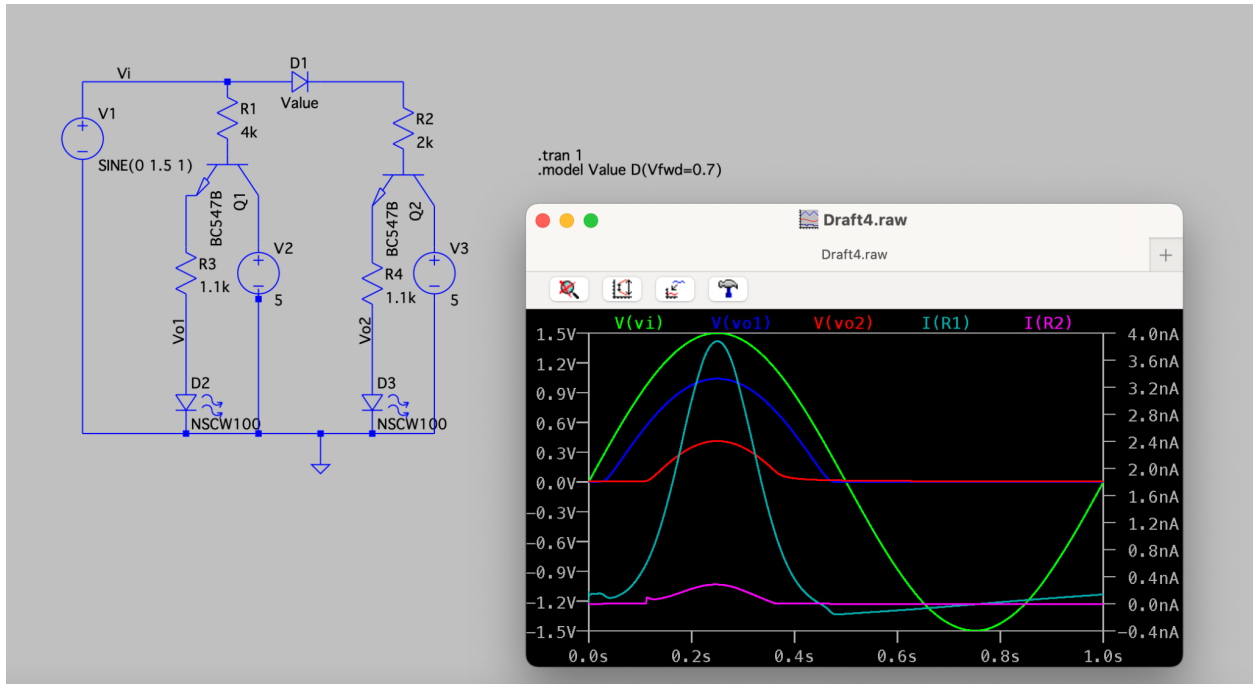 Vi
D1
Value
V1
SINE(0 1.5 1)
R1
4k
R2
2k
Q1
BC547B
Q2
BC547B
V2
5
V3
5
R3
1.1k
R4
1.1k
Vo1
Vo2
D2
NSCW100
D3
NSCW100
.tran 1
.model Value D(Vfwd=0.7)
Draft4.raw
Draft4.raw
V(vi) V(vo1) V(vo2) I(R1) I(R2)
1.5V 4.0nA
1.2V 3.6nA
0.9V 3.2nA
0.6V 2.8nA
0.3V 2.4nA
0.0V 2.0nA
-0.3V 1.6nA
-0.6V 1.2nA
-0.9V 0.8nA
-1.2V 0.4nA
-1.5V 0.0nA
-0.4nA
0.0s 0.2s 0.4s 0.6s 0.8s 1.0s